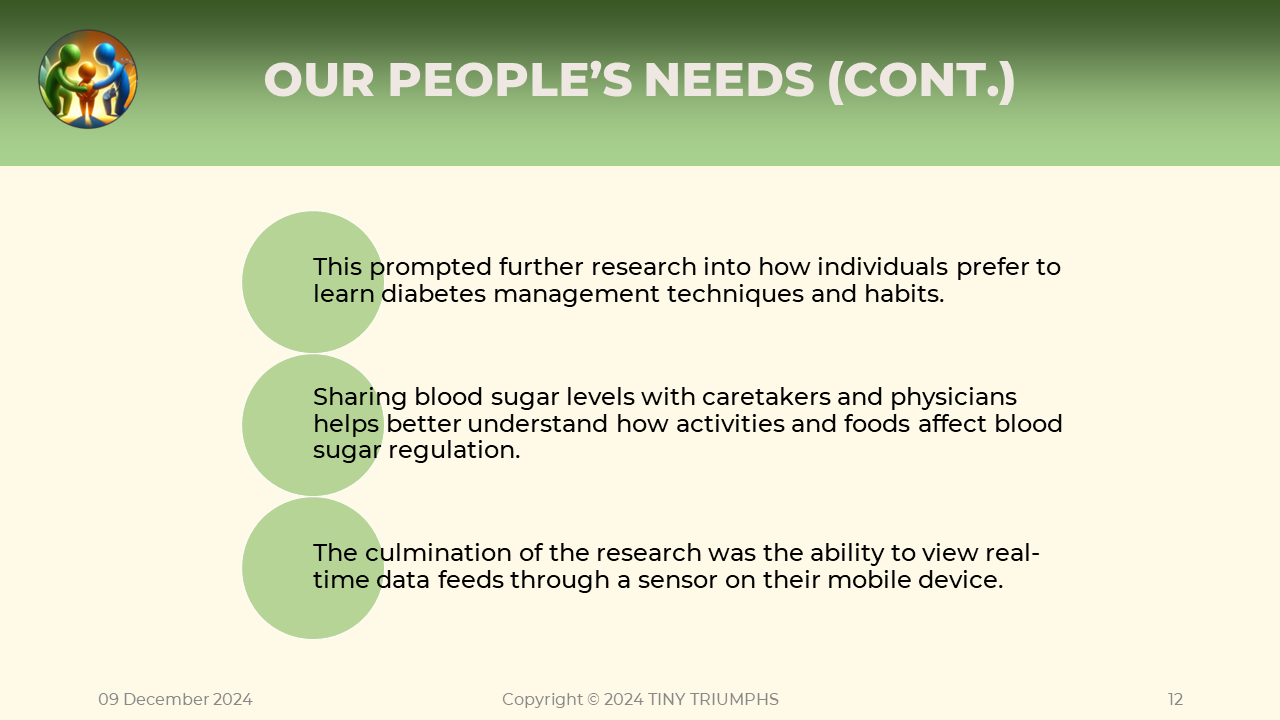 OUR PEOPLE’S NEEDS (CONT.)
This prompted further research into how individuals prefer to
learn diabetes management techniques and habits.
Sharing blood sugar levels with caretakers and physicians
helps better understand how activities and foods affect blood
sugar regulation.
The culmination of the research was the ability to view real-
time data feeds through a sensor on their mobile device.
09 December 2024
Copyright © 2024 TINY TRIUMPHS
12